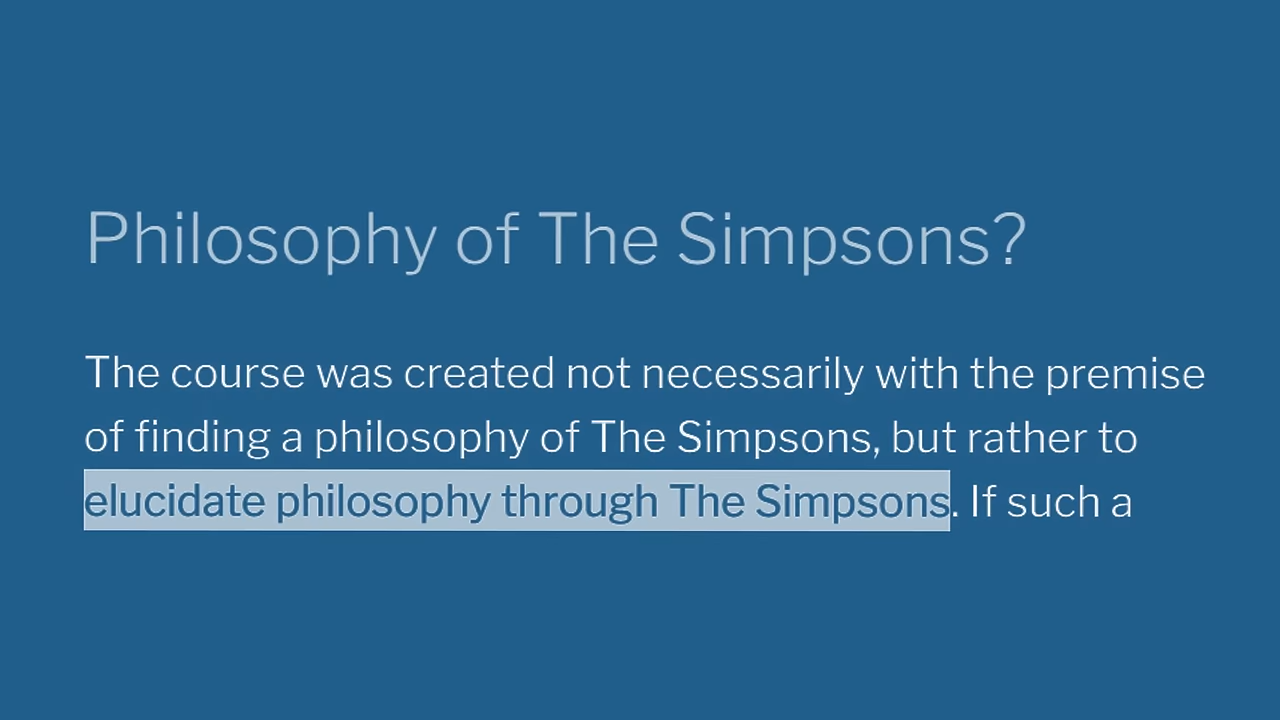 Philosophy of The Simpsons?
The course was created not necessarily with the premise
of finding a philosophy of The Simpsons, but rather to
elucidate philosophy through The Simpsons. If such a